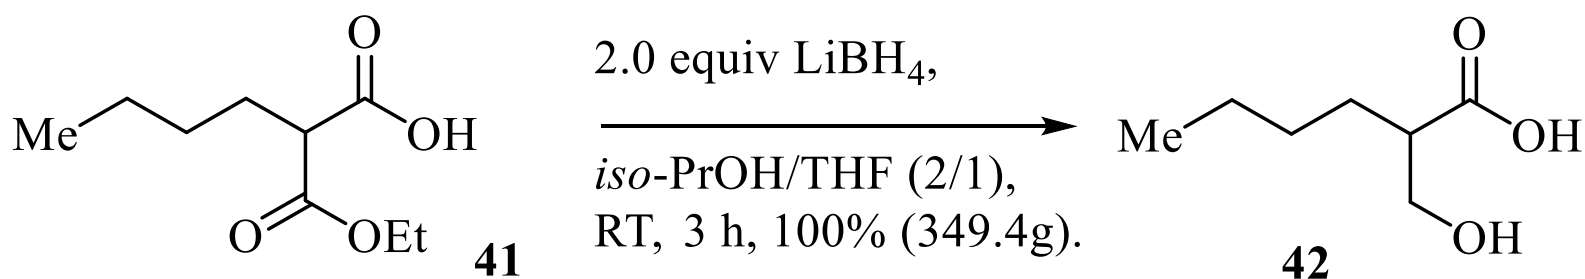 O
Me
OH
O
OEt
41
2.0 equiv LiBH4,
iso-PrOH/THF (2/1),
RT, 3 h, 100% (349.4g).
O
Me
OH
OH
42